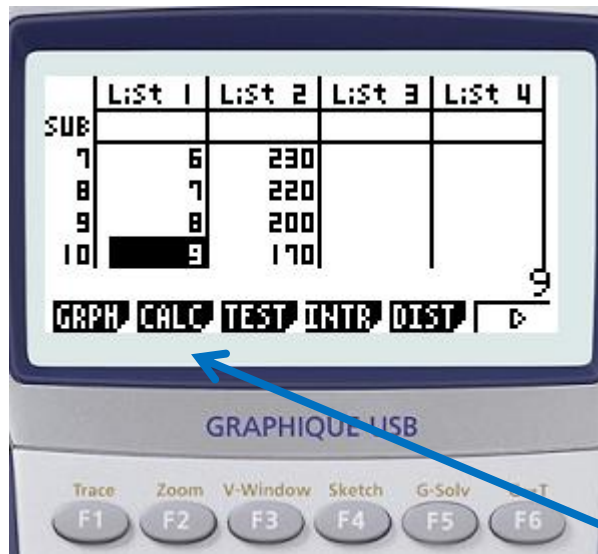 List 1 List 2 List 3 List 4
SUB
7 6 230
8 7 220
9 8 200
10 9 170
9
GRPH CALC TEST INTR DIST ▷
GRAPHIQUE USB
Trace Zoom V-Window Sketch G-Solv
F1 F2 F3 F4 F5 F6